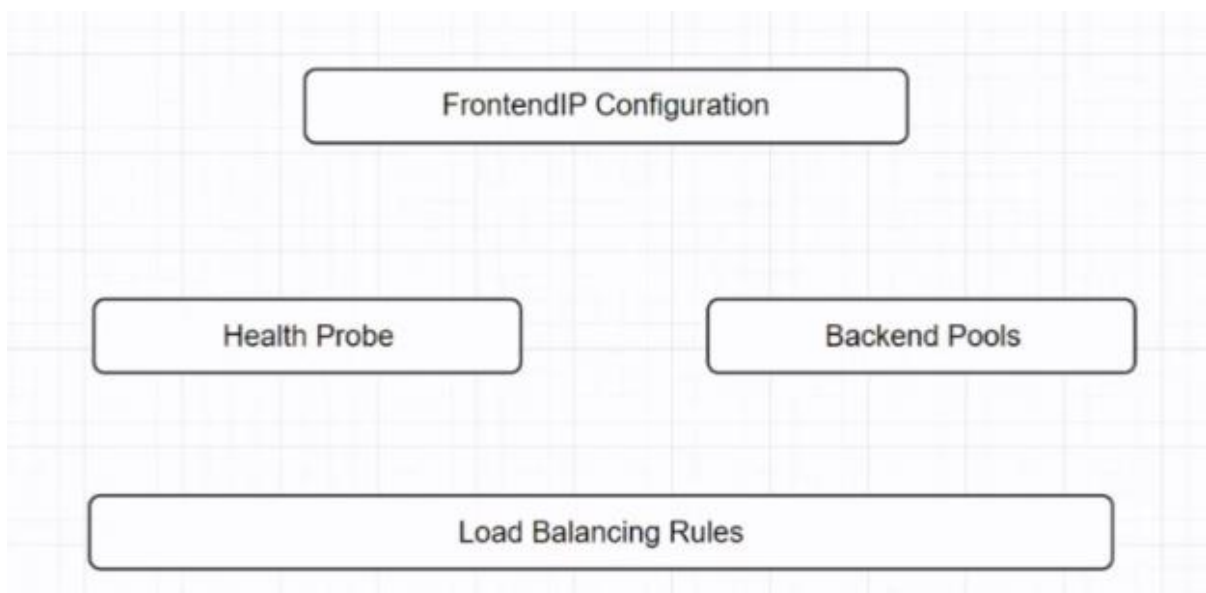 FrontendIP Configuration
Health Probe
Backend Pools
Load Balancing Rules